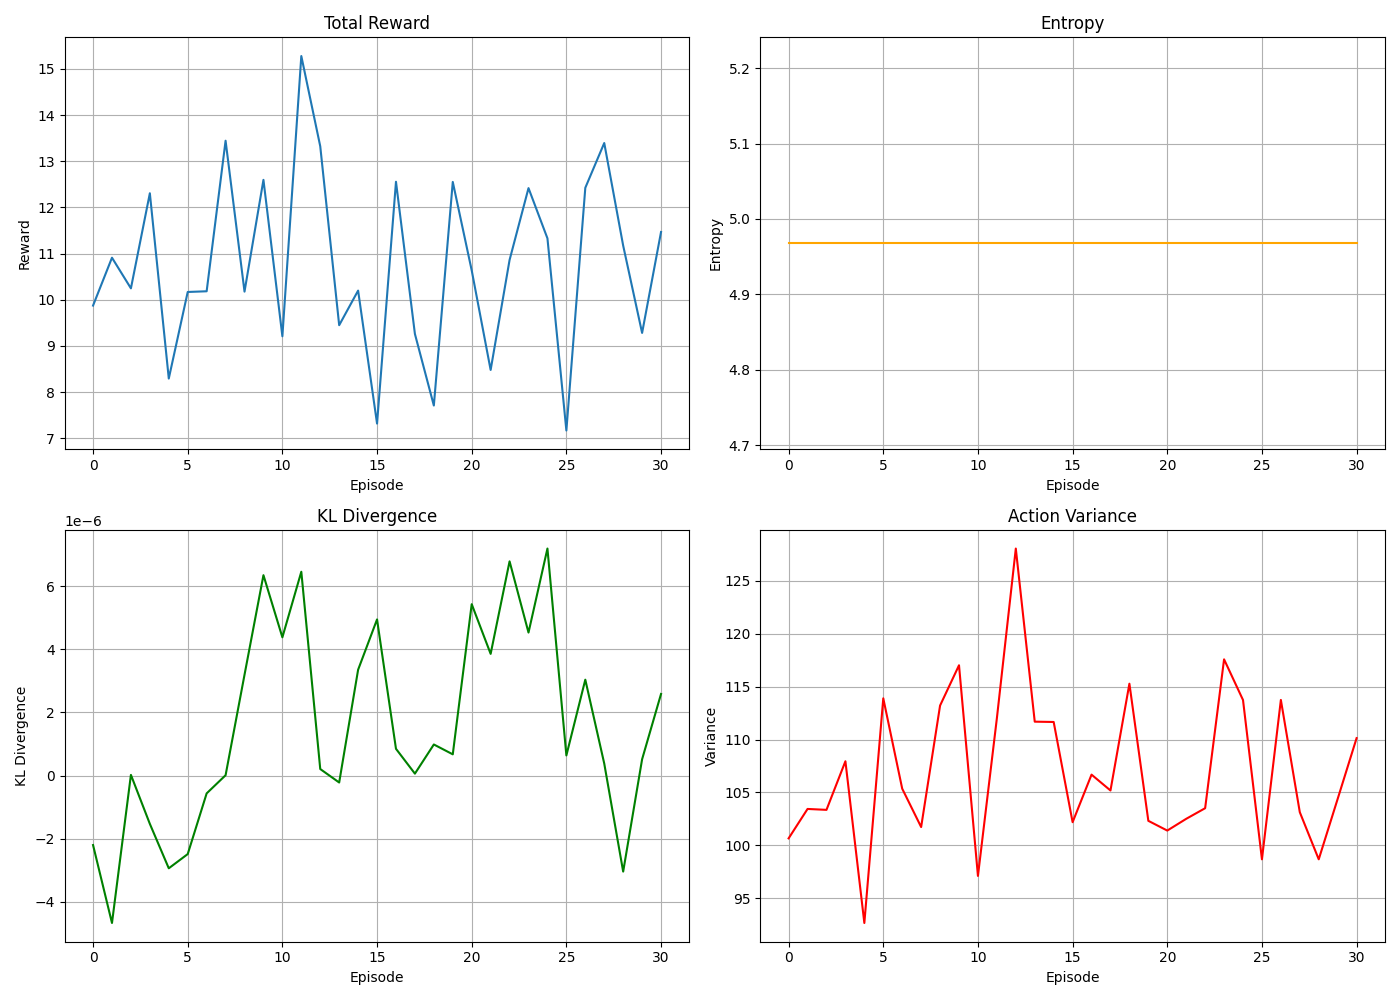 Total Reward
15
14
13
12
11
10
9
8
7
Reward
0 5 10 15 20 25 30
Episode
Entropy
5.2
5.1
5.0
4.9
4.8
4.7
Entropy
0 5 10 15 20 25 30
Episode
KL Divergence
1e−6
6
4
2
0
−2
−4
KL Divergence
0 5 10 15 20 25 30
Episode
Action Variance
125
120
115
110
105
100
95
Variance
0 5 10 15 20 25 30
Episode